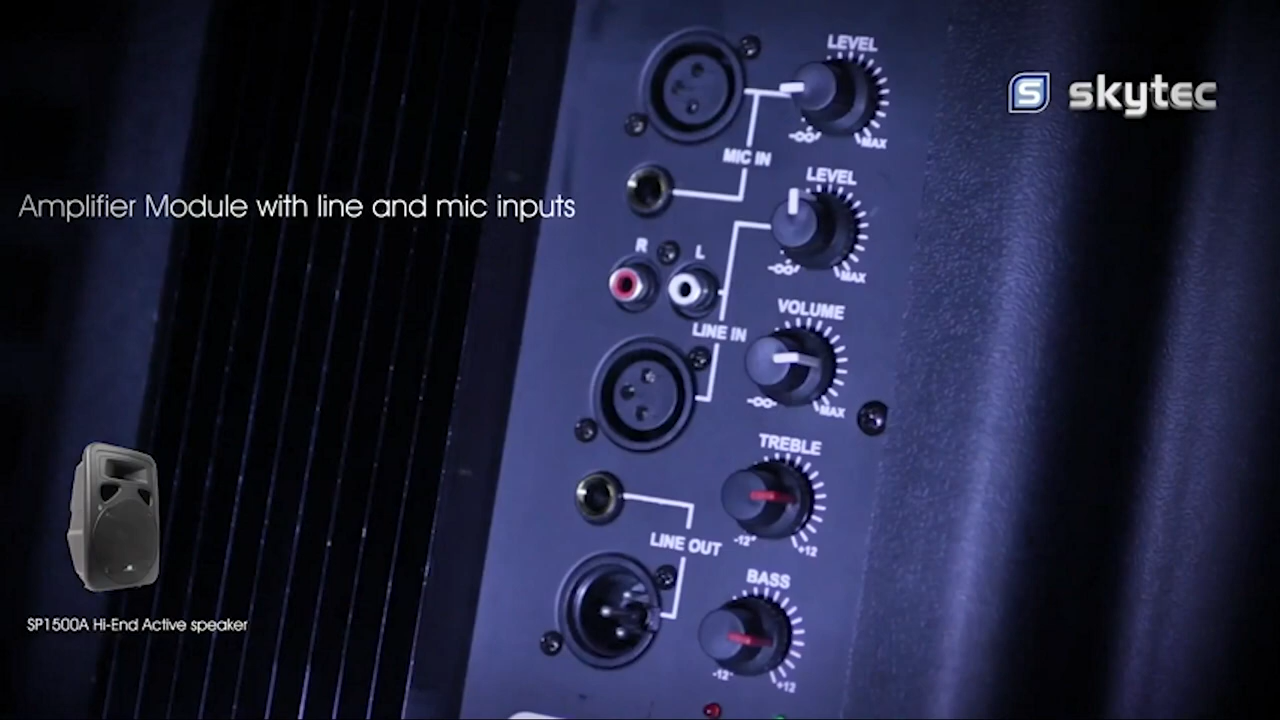 LEVEL
S skytec
-∞
MAX
MIC IN
LEVEL
Amplifier Module with line and mic inputs
R
L
-∞
MAX
VOLUME
LINE IN
-∞
MAX
TREBLE
-12
+12
LINE OUT
BASS
SP1500A Hi-End Active speaker
-12
+12